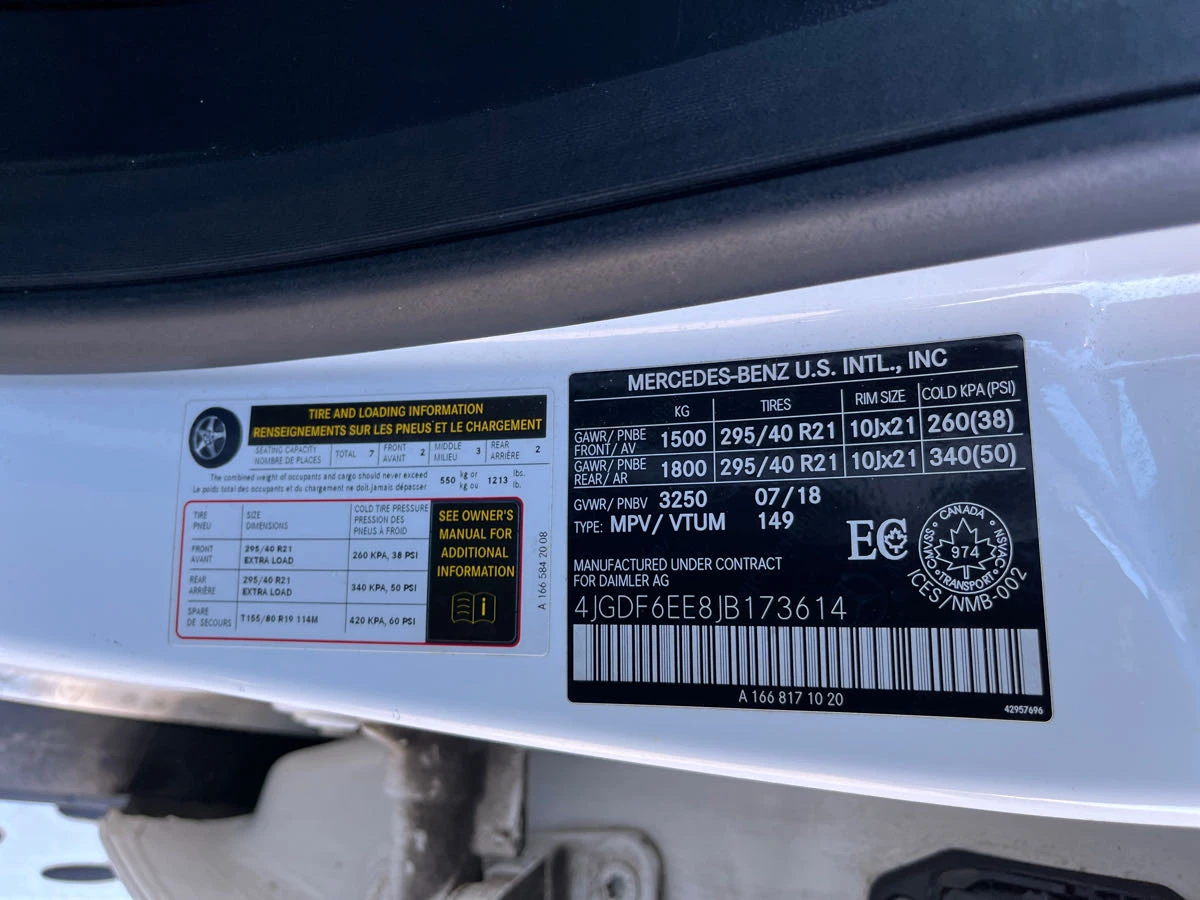 TIRE AND LOADING INFORMATION
RENSEIGNEMENTS SUR LES PNEUS ET LE CHARGEMENT
SEATING CAPACITY
NOMBRE DE PLACES
TOTAL 7
FRONT
AVANT 2
MIDDLE
MILIEU 3
REAR
ARRIÈRE 2
The combined weight of occupants and cargo should never exceed 550 kg or 1213 lbs.
Le poids total des occupants et du chargement ne doit jamais dépasser kg ou lb.
TIRE
PNEU
SIZE
DIMENSIONS
COLD TIRE PRESSURE
PRESSION DES
PNEUS À FROID
FRONT
AVANT
295/40 R21
EXTRA LOAD
260 KPA, 38 PSI
REAR
ARRIÈRE
295/40 R21
EXTRA LOAD
340 KPA, 50 PSI
SPARE
DE SECOURS
T155/80 R19 114M
420 KPA, 60 PSI
SEE OWNER'S
MANUAL FOR
ADDITIONAL
INFORMATION
i
A 166 584 20 08
MERCEDES-BENZ U.S. INTL., INC
KG TIRES RIM SIZE COLD KPA (PSI)
GAWR/PNBE
FRONT/AV 1500 295/40 R21 10Jx21 260(38)
GAWR/PNBE
REAR/AR 1800 295/40 R21 10Jx21 340(50)
GVWR/PNBV 3250 07/18
TYPE: MPV/VTUM 149
EC
CANADA
974
TRANSPORT
CMVSS/NSVAC
ICES/NMB-002
MANUFACTURED UNDER CONTRACT
FOR DAIMLER AG
4JGDF6EE8JB173614
A 166 817 10 20
42957696